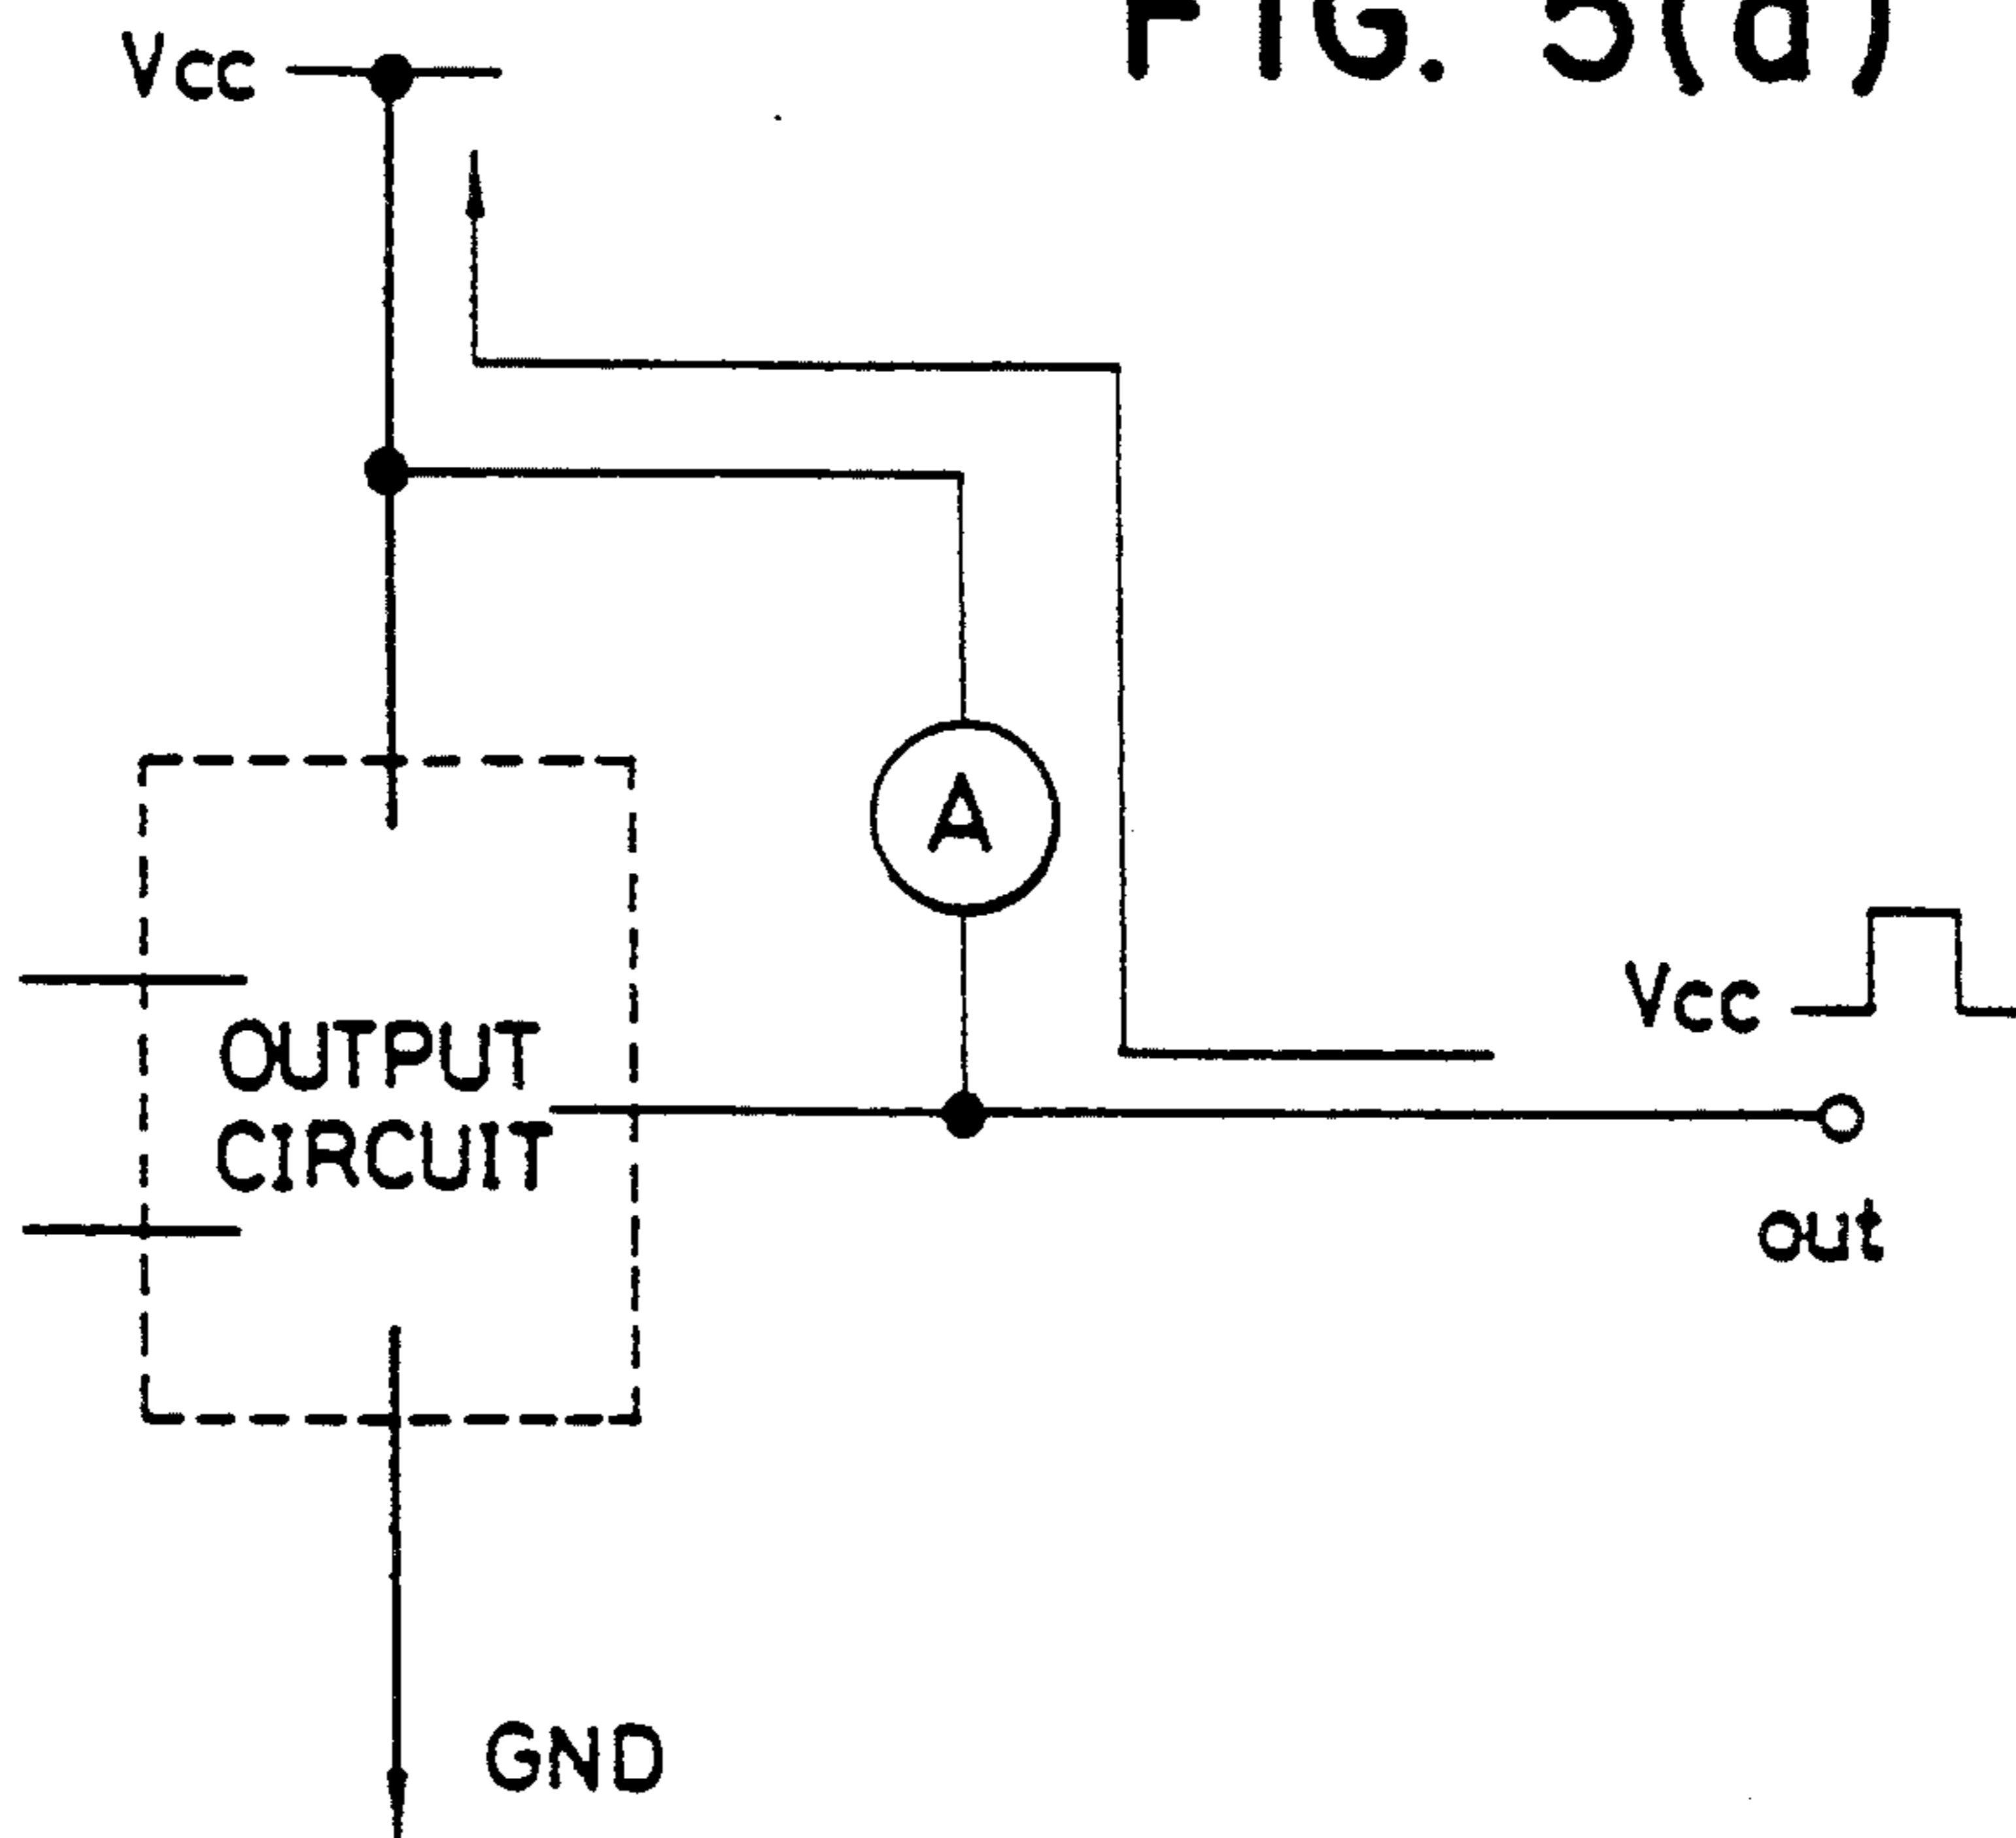 FIG. 5(a)
Vcc
A
Vcc
OUTPUT
CIRCUIT
out
GND